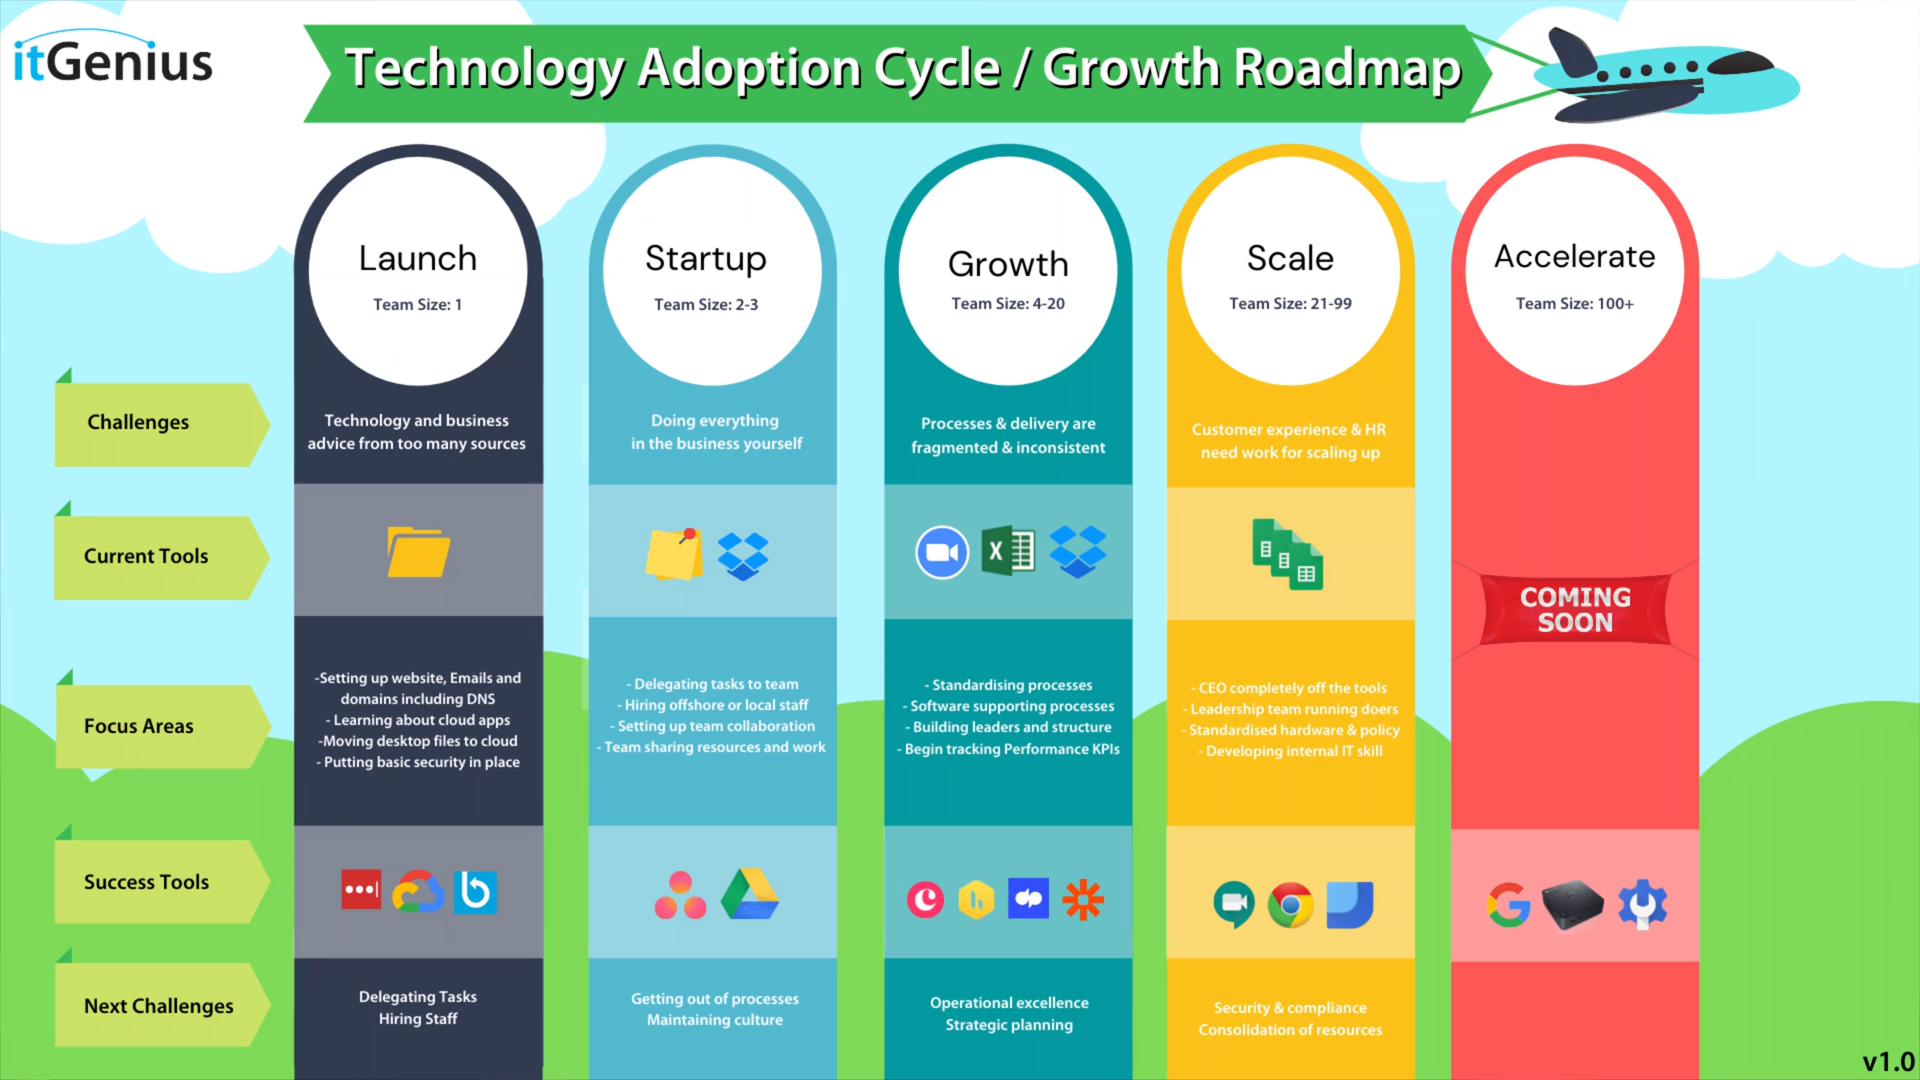 itGenius
Technology Adoption Cycle / Growth Roadmap
Launch
Team Size: 1
Startup
Team Size: 2-3
Growth
Team Size: 4-20
Scale
Team Size: 21-99
Accelerate
Team Size: 100+
Challenges
Technology and business
advice from too many sources
Doing everything
in the business yourself
Processes & delivery are
fragmented & inconsistent
Customer experience & HR
need work for scaling up
Current Tools
X
COMING
SOON
Focus Areas
-Setting up website, Emails and
domains including DNS
- Learning about cloud apps
-Moving desktop files to cloud
- Putting basic security in place
- Delegating tasks to team
- Hiring offshore or local staff
- Setting up team collaboration
- Team sharing resources and work
- Standardising processes
- Software supporting processes
- Building leaders and structure
- Begin tracking Performance KPIs
- CEO completely off the tools
- Leadership team running doers
- Standardised hardware & policy
- Developing internal IT skill
Success Tools
Next Challenges
Delegating Tasks
Hiring Staff
Getting out of processes
Maintaining culture
Operational excellence
Strategic planning
Security & compliance
Consolidation of resources
v1.0